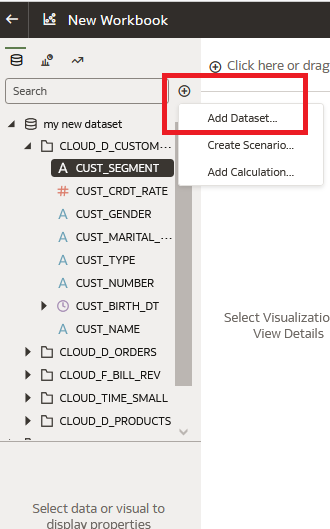 New Workbook
Click here or drag
Search
Add Dataset...
Create Scenario...
Add Calculation...
my new dataset
CLOUD_D_CUSTOM...
A CUST_SEGMENT
# CUST_CRDT_RATE
A CUST_GENDER
A CUST_MARITAL_...
A CUST_TYPE
A CUST_NUMBER
CUST_BIRTH_DT
A CUST_NAME
CLOUD_D_ORDERS
CLOUD_F_BILL_REV
CLOUD_TIME_SMALL
CLOUD_D_PRODUCTS
Select Visualizatio
View Details
Select data or visual to
display properties